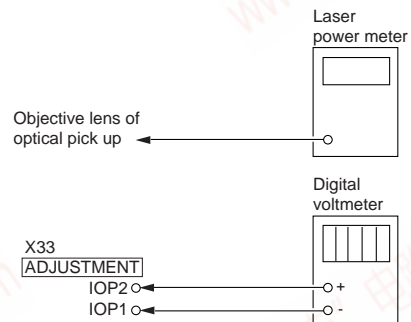 Laser
power meter
Objective lens of
optical pick up
Digital
voltmeter
X33
ADJUSTMENT
IOP2
+
IOP1
-